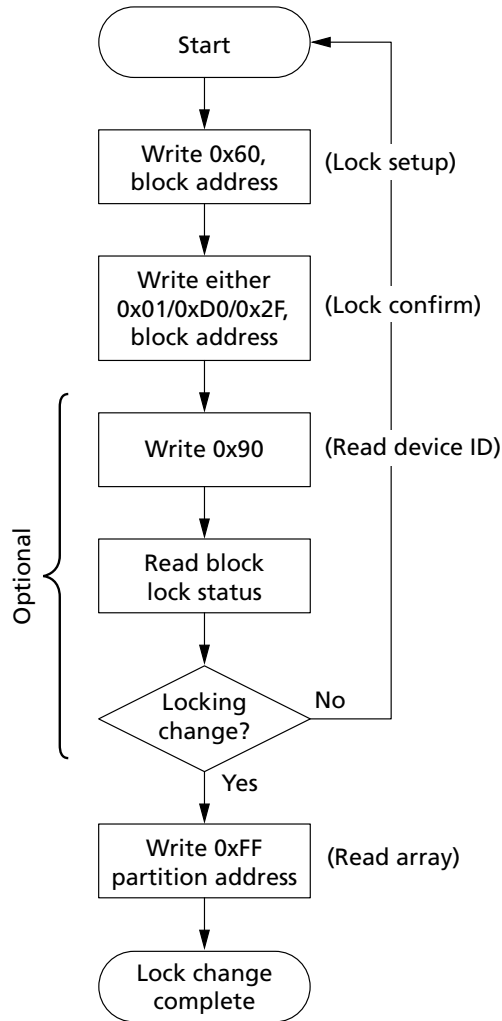 Start
Write 0x60,
block address
(Lock setup)
Write either
0x01/0xD0/0x2F,
block address
(Lock confirm)
Optional
Write 0x90
(Read device ID)
Read block
lock status
Locking
change?
No
Yes
Write 0xFF
partition address
(Read array)
Lock change
complete